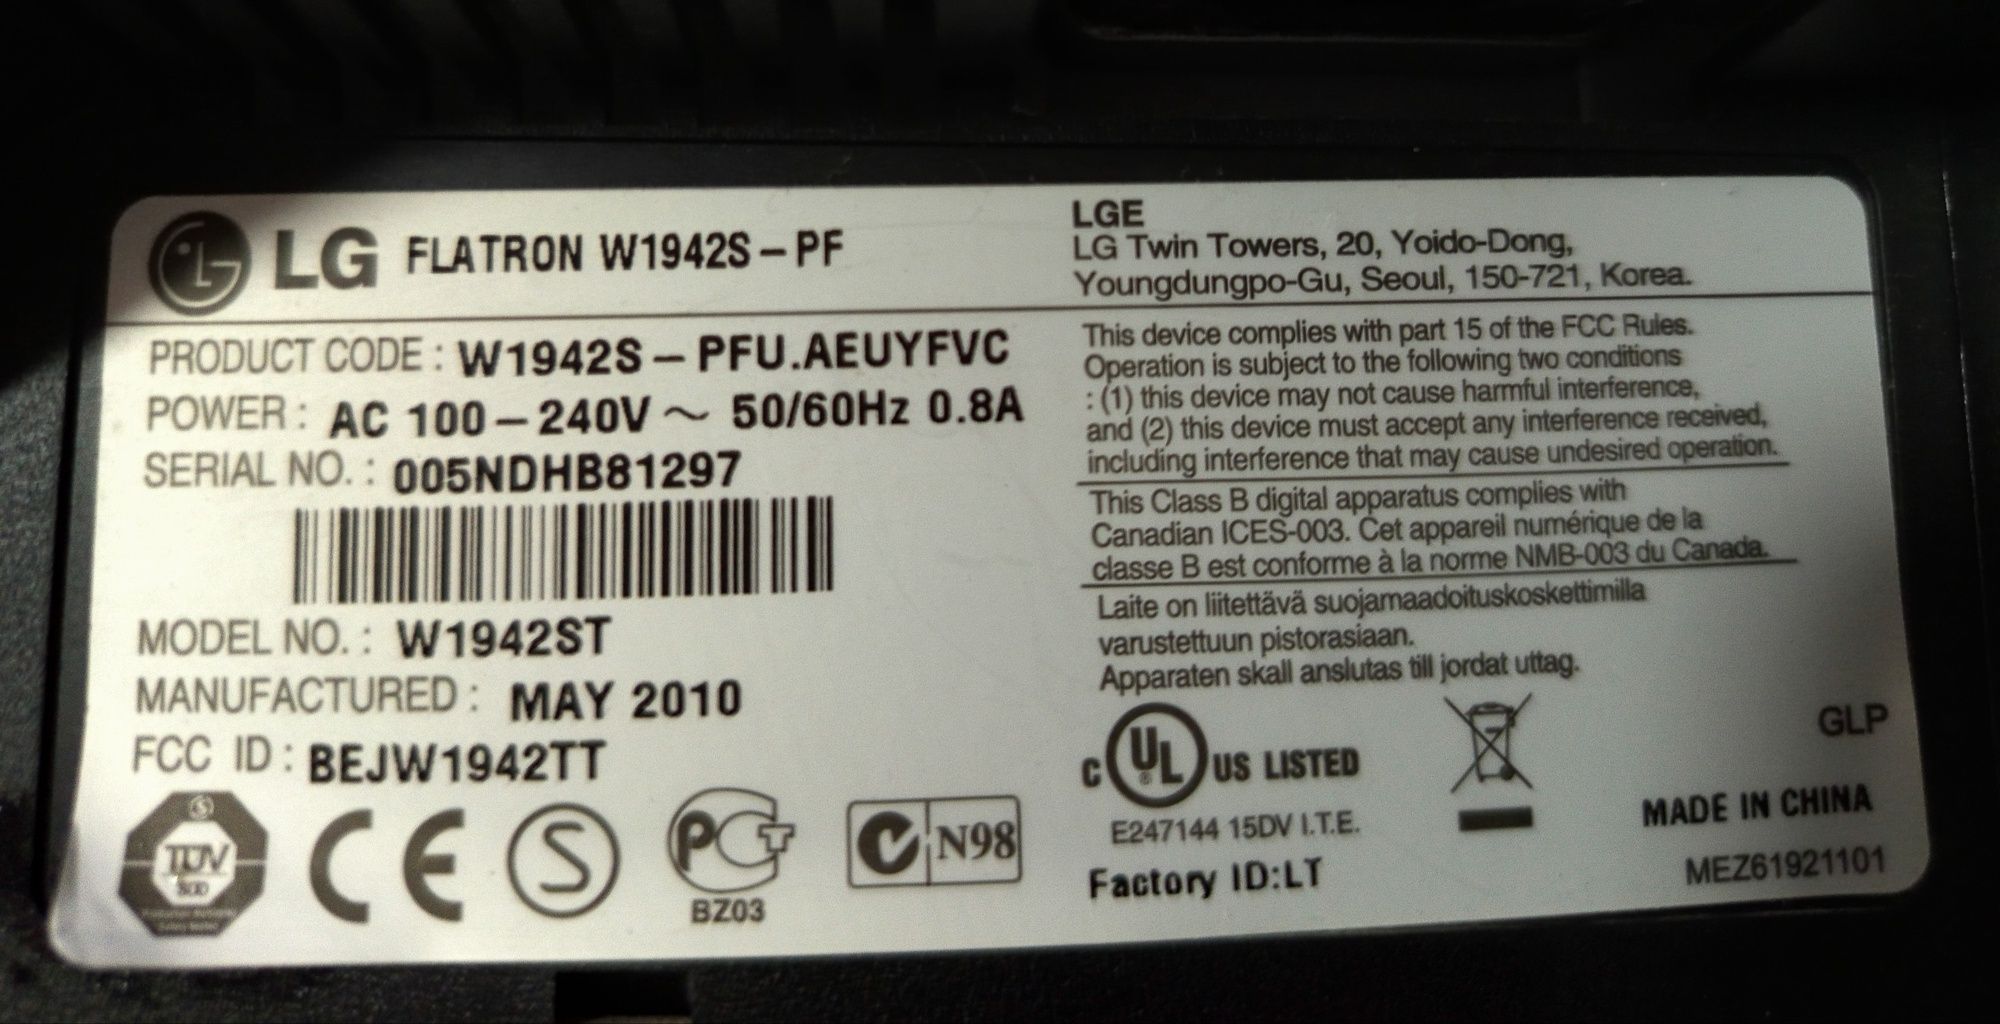 LG FLATRON W1942S-PF
LGE
LG Twin Towers, 20, Yoido-Dong,
Youngdungpo-Gu, Seoul, 150-721, Korea.
PRODUCT CODE : W1942S-PFU.AEUYFVC
POWER : AC 100-240V ~ 50/60Hz 0.8A
SERIAL NO. : 005NDHB81297
MODEL NO. : W1942ST
MANUFACTURED : MAY 2010
FCC ID : BEJW1942TT
This device complies with part 15 of the FCC Rules.
Operation is subject to the following two conditions
: (1) this device may not cause harmful interference,
and (2) this device must accept any interference received,
including interference that may cause undesired operation.
This Class B digital apparatus complies with
Canadian ICES-003. Cet appareil numérique de la
classe B est conforme à la norme NMB-003 du Canada.
Laite on liitettävä suojamaadoituskoskettimilla
varustettuun pistorasiaan.
Apparaten skall anslutas till jordat uttag.
TÜV
CE
S
PCT
BZ03
N98
C UL ® US LISTED
E247144 15DV I.T.E.
Factory ID:LT
GLP
MADE IN CHINA
MEZ61921101